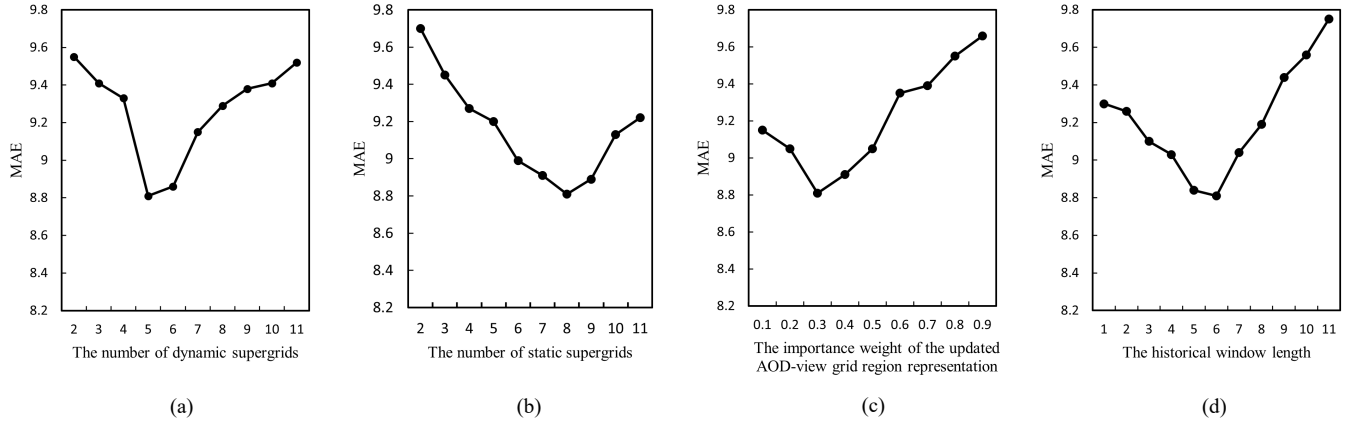 9.8
9.6
9.4
9.2
9
8.8
8.6
8.4
8.2
MAE
2 3 4 5 6 7 8 9 10 11
The number of dynamic supergrids
(a)
9.8
9.6
9.4
9.2
9
8.8
8.6
8.4
8.2
MAE
2 3 4 5 6 7 8 9 10 11
The number of static supergrids
(b)
9.8
9.6
9.4
9.2
9
8.8
8.6
8.4
8.2
MAE
0.1 0.2 0.3 0.4 0.5 0.6 0.7 0.8 0.9
The importance weight of the updated
AOD-view grid region representation
(c)
9.8
9.6
9.4
9.2
9
8.8
8.6
8.4
8.2
MAE
1 2 3 4 5 6 7 8 9 10 11
The historical window length
(d)